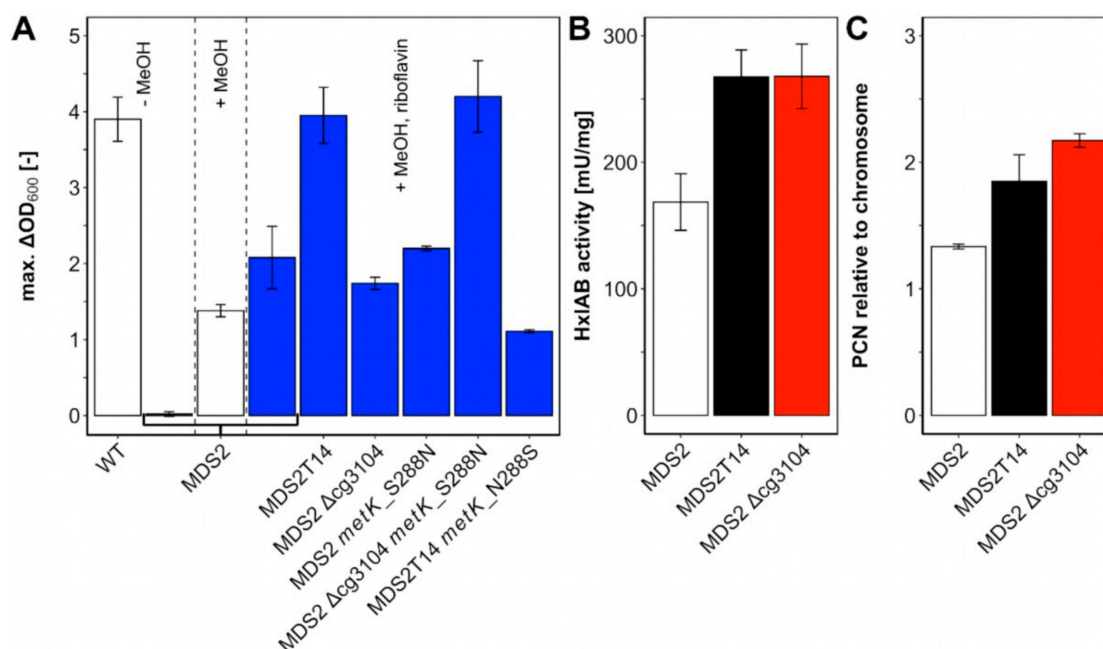 A
max. ΔOD600 [-]
5
4
3
2
1
0
- MeOH
+ MeOH
+ MeOH, riboflavin
WT
MDS2
MDS2T14
MDS2 Δcg3104
MDS2 metK_S288N
MDS2 Δcg3104 metK_S288N
MDS2T14 metK_N288S
B
HxlAB activity [mU/mg]
300
200
100
0
MDS2
MDS2T14
MDS2 Δcg3104
C
PCN relative to chromosome
3
2
1
0
MDS2
MDS2T14
MDS2 Δcg3104